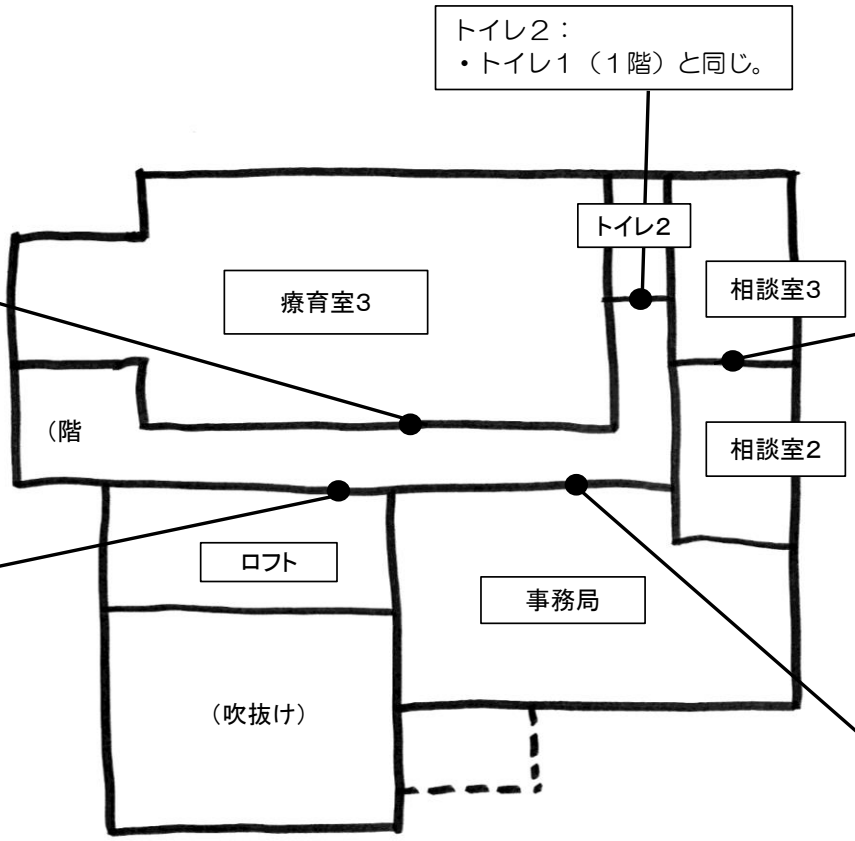 トイレ2：
・トイレ1（1階）と同じ。
トイレ2
相談室3
療育室3
（階
相談室2
ロフト
事務局
（吹抜け）